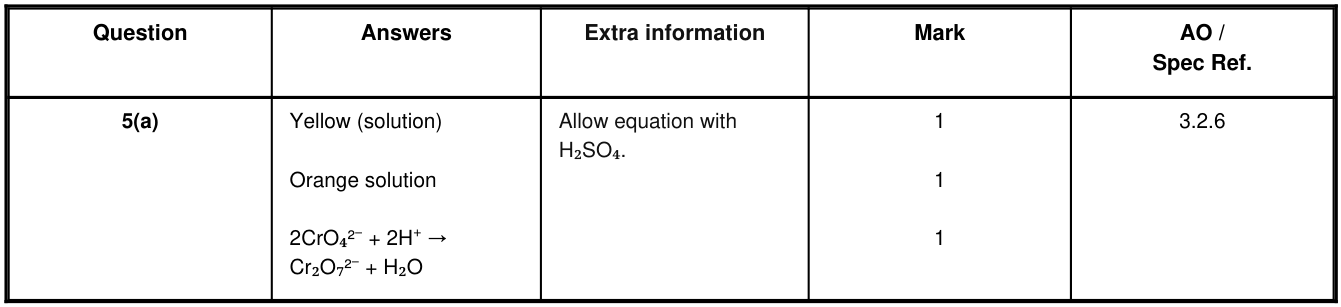 Question Answers Extra information Mark AO /
Spec Ref.
5(a) Yellow (solution) Allow equation with 1 3.2.6
H₂SO₄.
Orange solution 1
2CrO₄²⁻ + 2H⁺ → 1
Cr₂O₇²⁻ + H₂O